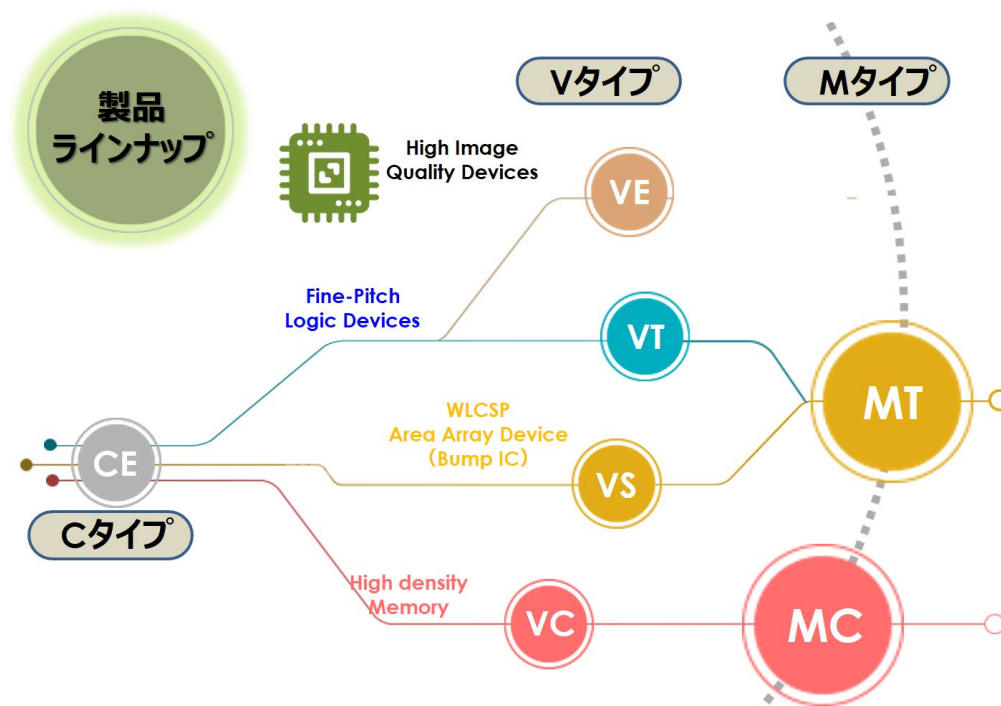 製品
ラインナップ
Vタイプ
Mタイプ
High Image
Quality Devices
VE
Fine-Pitch
Logic Devices
VT
MT
WLCSP
Area Array Device
（Bump IC）
CE
VS
Cタイプ
High density
Memory
VC
MC